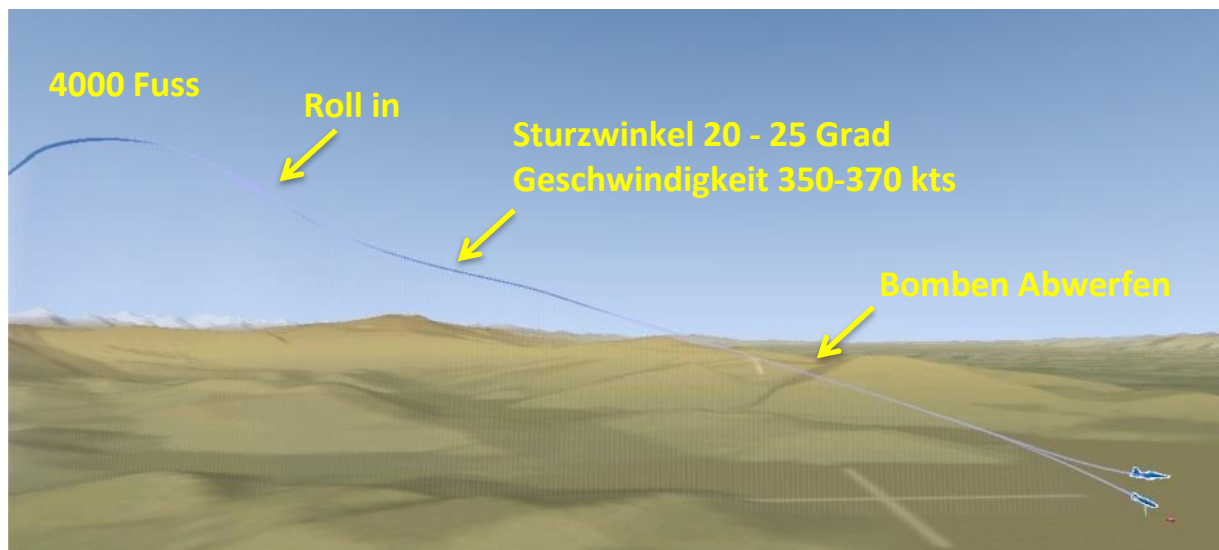 4000 Fuss
Roll in
Sturzwinkel 20 - 25 Grad
Geschwindigkeit 350-370 kts
Bomben Abwerfen